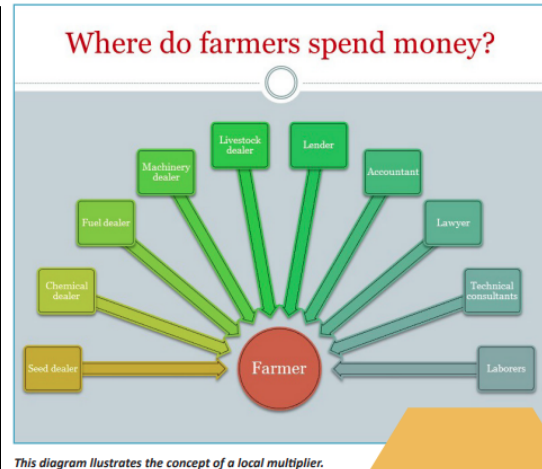 Where do farmers spend money?
Livestock
dealer
Lender
Machinery
dealer
Accountant
Fuel dealer
Lawyer
Chemical
dealer
Technical
consultants
Seed dealer
Farmer
Laborers
This diagram llustrates the concept of a local multiplier.